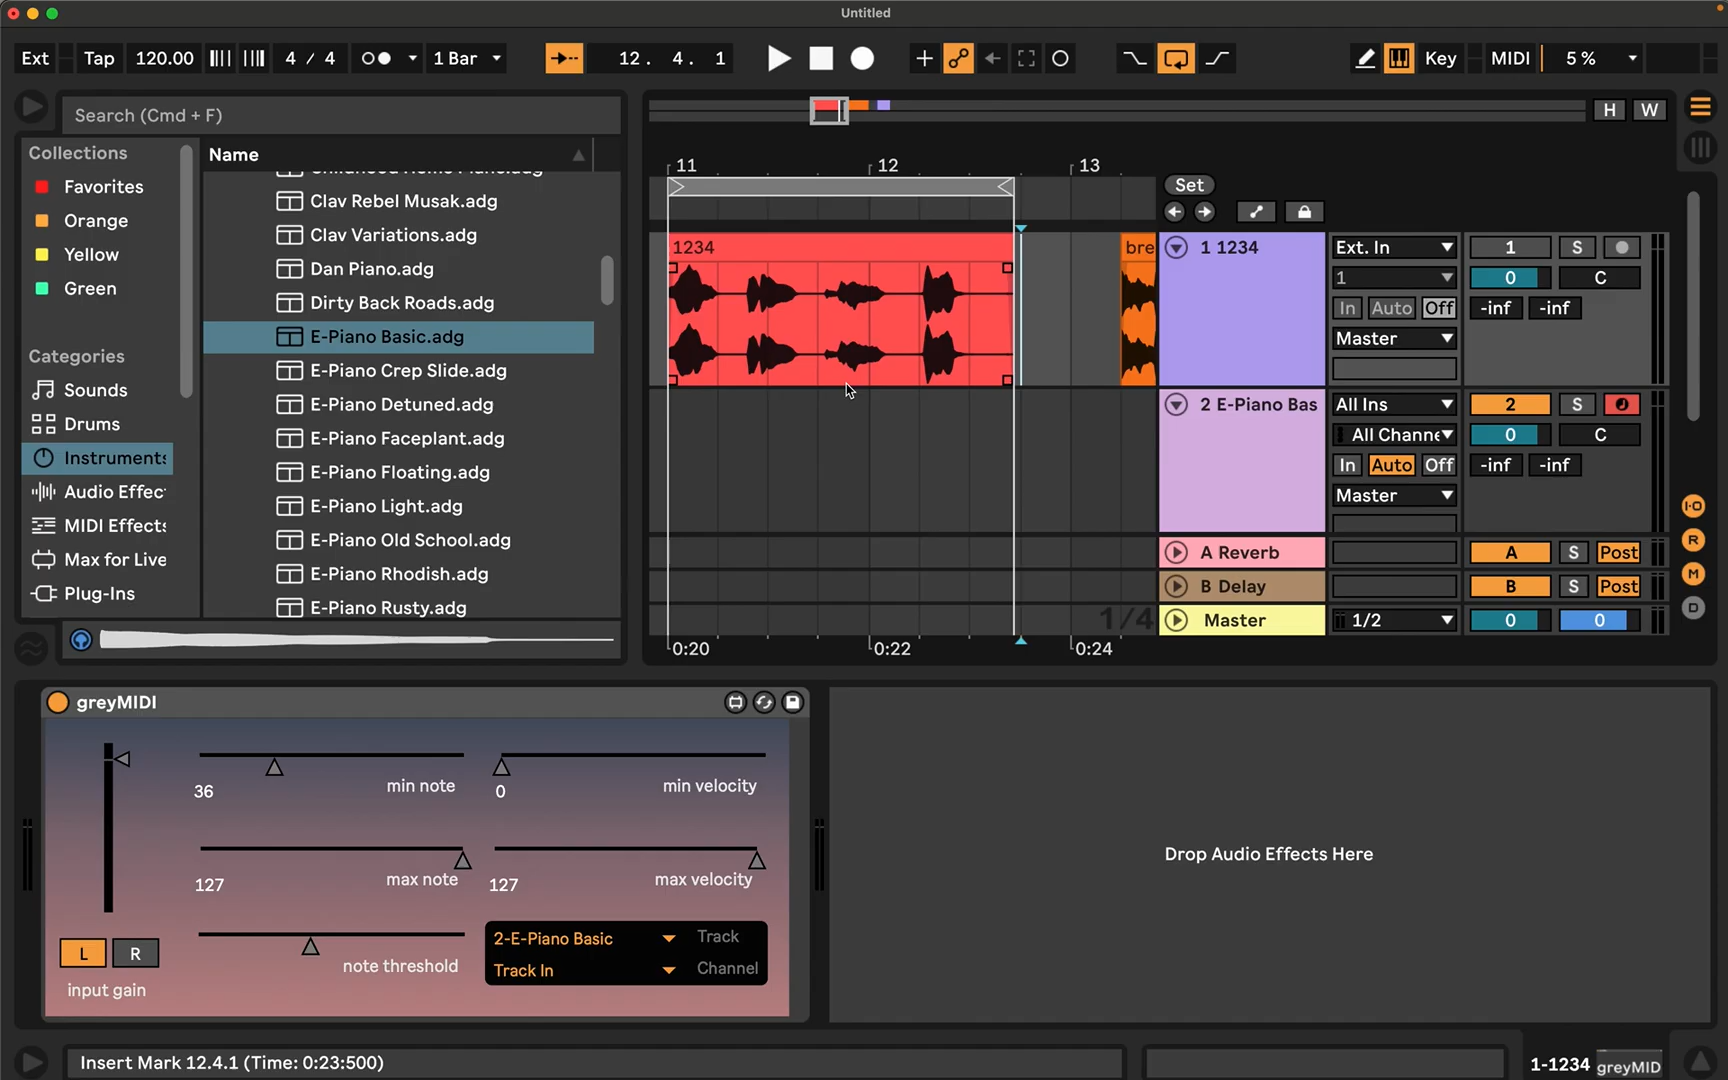 Untitled
Ext Tap 120.00 4 / 4 1 Bar 12. 4. 1 Key MIDI 5 %
Search (Cmd + F)
H W
Collections
Favorites
Orange
Yellow
Green
Categories
Sounds
Drums
Instruments
Audio Effec
MIDI Effects
Max for Live
Plug-Ins
Name
Clav Rebel Musak.adg
Clav Variations.adg
Dan Piano.adg
Dirty Back Roads.adg
E-Piano Basic.adg
E-Piano Crep Slide.adg
E-Piano Detuned.adg
E-Piano Faceplant.adg
E-Piano Floating.adg
E-Piano Light.adg
E-Piano Old School.adg
E-Piano Rhodish.adg
E-Piano Rusty.adg
11 12 13
Set
1234 bre
1 1234 Ext. In 1 S
1 0 C
In Auto Off -inf -inf
Master
2 E-Piano Bas All Ins 2 S
All Channe 0 C
In Auto Off -inf -inf
Master
I·O
R
M
D
A Reverb A S Post
B Delay B S Post
1/4 Master 1/2 0 0
0:20 0:22 0:24
greyMIDI
36 min note
0 min velocity
127 max note
127 max velocity
note threshold
L R
input gain
2-E-Piano Basic Track
Track In Channel
Drop Audio Effects Here
Insert Mark 12.4.1 (Time: 0:23:500)
1-1234 greyMID